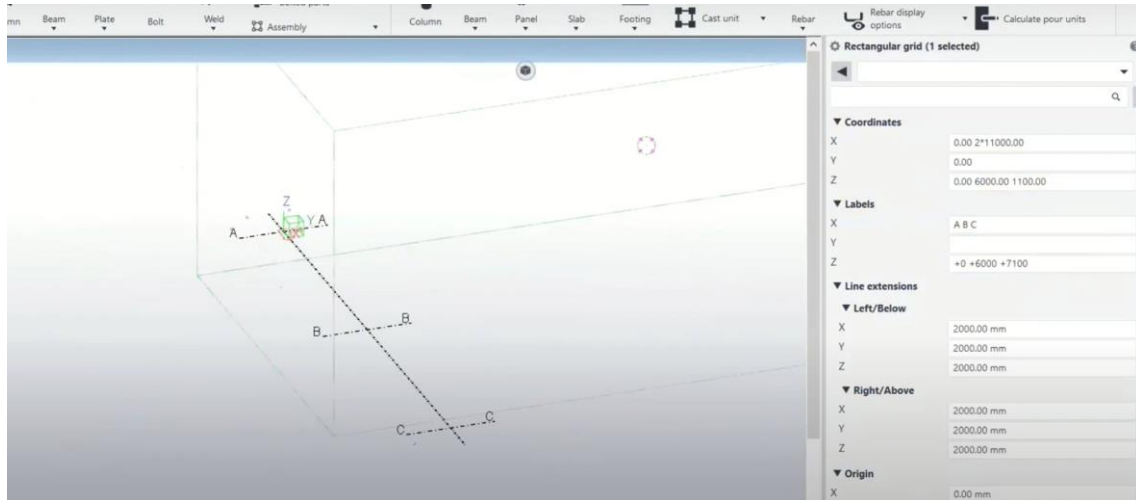 Beam Plate Bolt Weld Assembly Column Beam Panel Slab Footing Cast unit Rebar Rebar display options Calculate pour units
Rectangular grid (1 selected)
Coordinates
X 0.00 2*11000.00
Y 0.00
Z 0.00 6000.00 1100.00
Labels
X A B C
Y
Z +0 +6000 +7100
Line extensions
Left/Below
X 2000.00 mm
Y 2000.00 mm
Z 2000.00 mm
Right/Above
X 2000.00 mm
Y 2000.00 mm
Z 2000.00 mm
Origin
X 0.00 mm
Z
A Y A
X
B B
C C